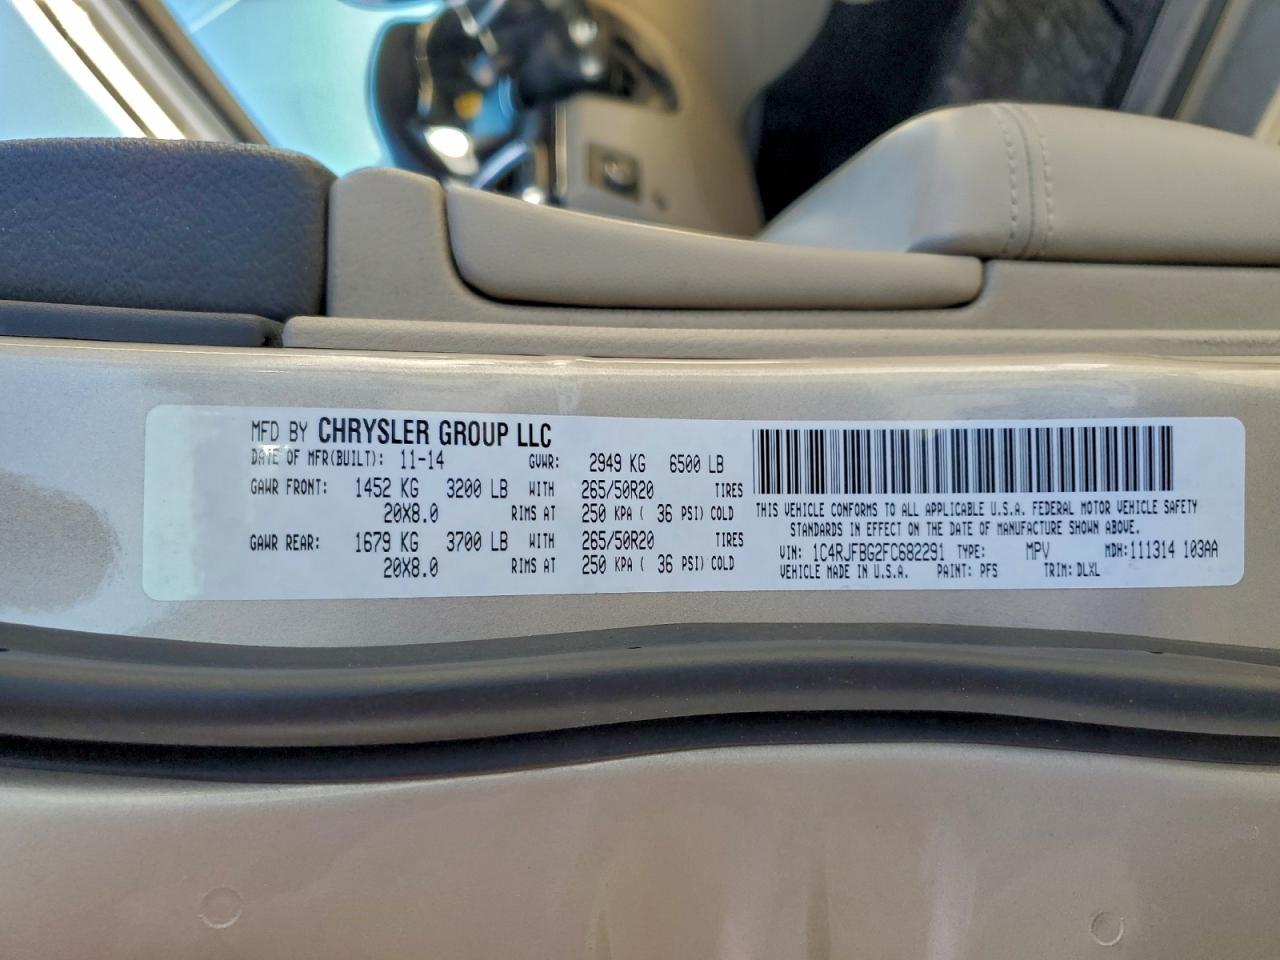 MFD BY CHRYSLER GROUP LLC
DATE OF MFR(BUILT): 11-14 GVWR: 2949 KG 6500 LB
GAWR FRONT: 1452 KG 3200 LB WITH 265/50R20 TIRES
20X8.0 RIMS AT 250 KPA ( 36 PSI) COLD
GAWR REAR: 1679 KG 3700 LB WITH 265/50R20 TIRES
20X8.0 RIMS AT 250 KPA ( 36 PSI) COLD
THIS VEHICLE CONFORMS TO ALL APPLICABLE U.S.A. FEDERAL MOTOR VEHICLE SAFETY
STANDARDS IN EFFECT ON THE DATE OF MANUFACTURE SHOWN ABOVE.
VIN: 1C4RJFBG2FC682291 TYPE: MPV MDH: 111314 103AA
VEHICLE MADE IN U.S.A. PAINT: PFS TRIM: DLXL